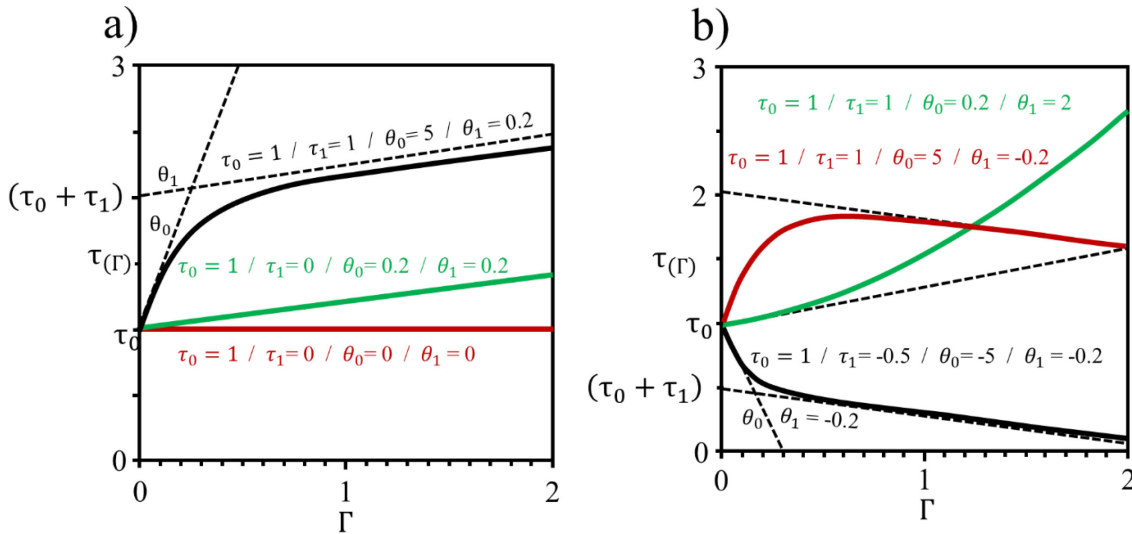 a)
3
θ₁
τ₀ = 1 / τ₁= 1 / θ₀= 5 / θ₁= 0.2
(τ₀ + τ₁)
θ₀
τ₍Γ₎
τ₀ = 1 / τ₁= 0 / θ₀= 0.2 / θ₁= 0.2
τ₀
τ₀ = 1 / τ₁= 0 / θ₀= 0 / θ₁= 0
0
0 1 2
Γ
b)
3
τ₀ = 1 / τ₁= 1 / θ₀= 0.2 / θ₁= 2
τ₀ = 1 / τ₁= 1 / θ₀= 5 / θ₁= -0.2
2
τ₍Γ₎
τ₀
τ₀ = 1 / τ₁= -0.5 / θ₀= -5 / θ₁= -0.2
(τ₀ + τ₁)
θ₀ θ₁ = -0.2
0
0 1 2
Γ